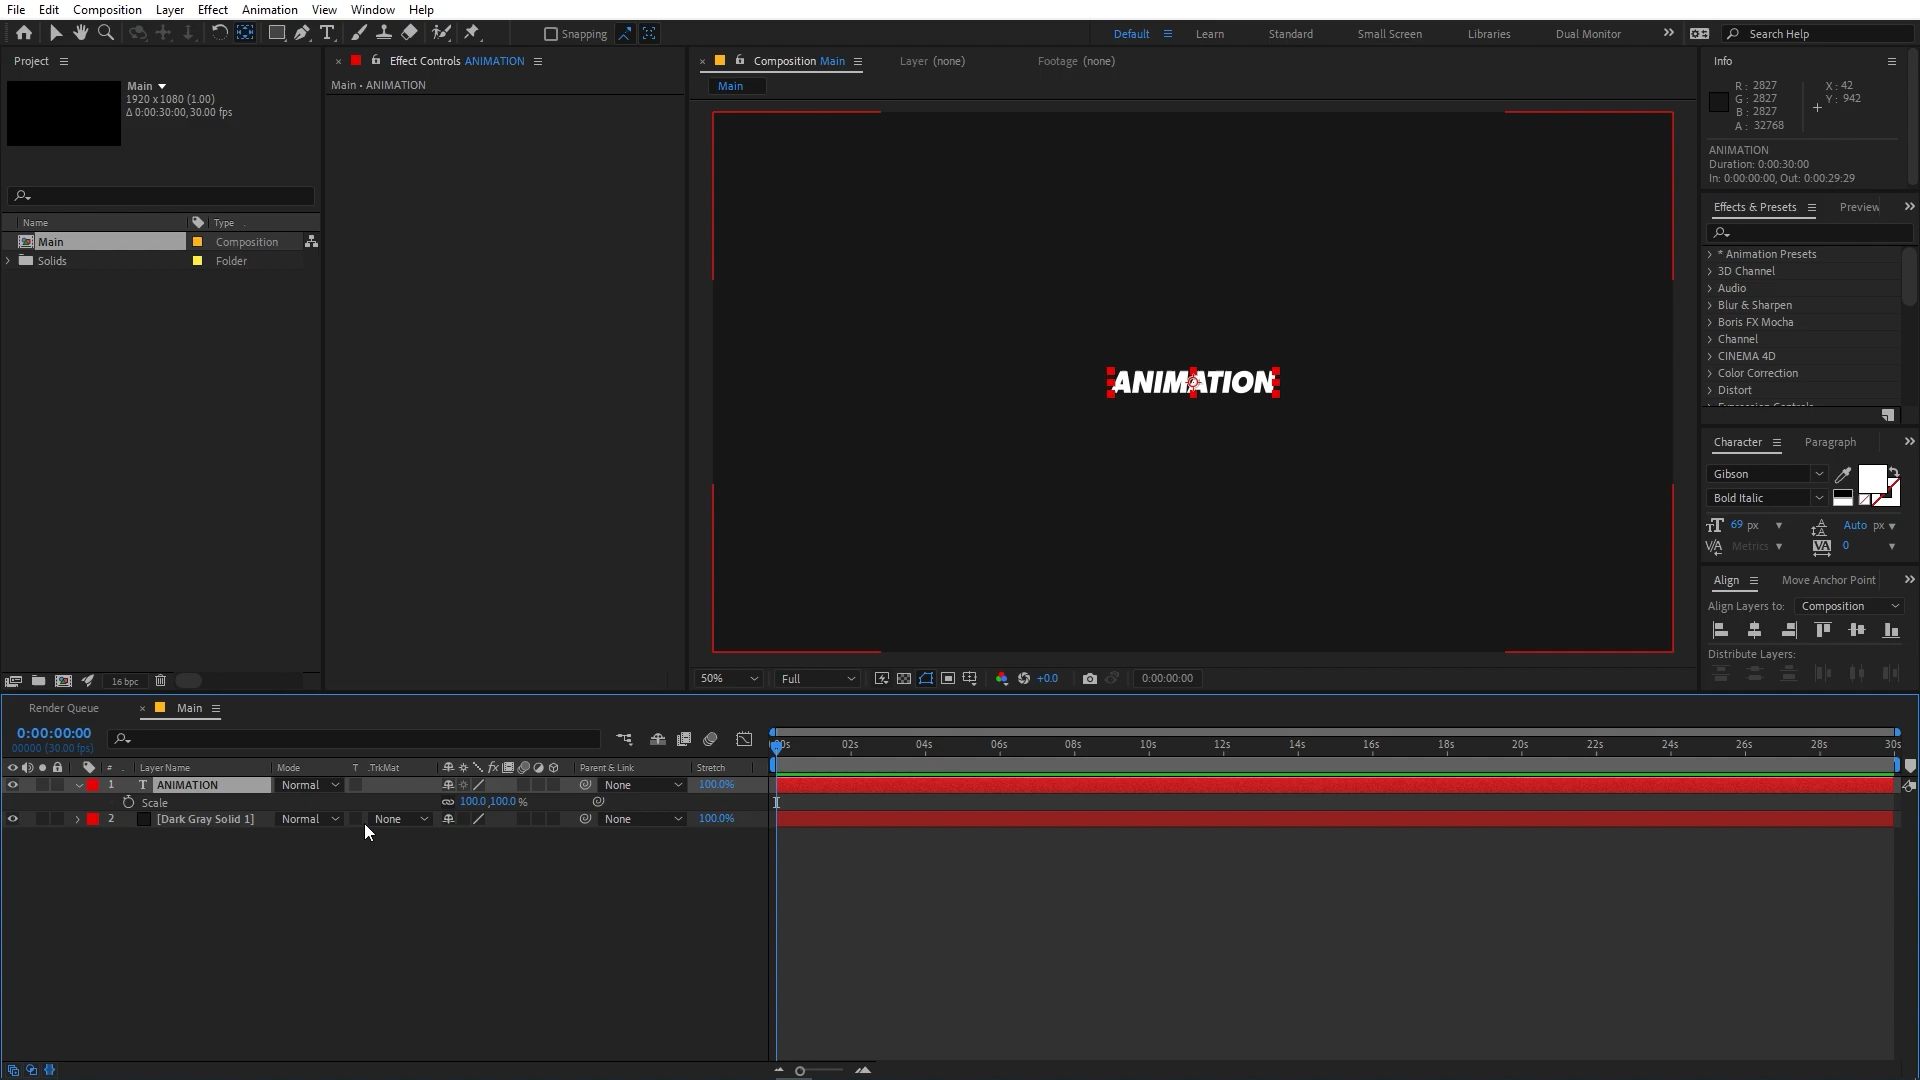 File Edit Composition Layer Effect Animation View Window Help
Snapping
Default Learn Standard Small Screen Libraries Dual Monitor Search Help
Project
Main
1920 x 1080 (1.00)
Δ 0:00:30:00, 30.00 fps
Name Type
Main Composition
Solids Folder
16 bpc
Effect Controls ANIMATION
Main • ANIMATION
Composition Main Layer (none) Footage (none)
Main
ANIMATION
50% Full +0.0 0:00:00:00
Info
R: 2827 X: 42
G: 2827 Y: 942
B: 2827
A: 32768
ANIMATION
Duration: 0:00:30:00
In: 0:00:00:00, Out: 0:00:29:29
Effects & Presets Preview
* Animation Presets
3D Channel
Audio
Blur & Sharpen
Boris FX Mocha
Channel
CINEMA 4D
Color Correction
Distort
Character Paragraph
Gibson
Bold Italic
69 px Auto px
Metrics 0
Align Move Anchor Point
Align Layers to: Composition
Distribute Layers:
Render Queue Main
0:00:00:00
00000 (30.00 fps)
# Layer Name Mode T .TrkMat Parent & Link Stretch
1 T ANIMATION Normal None 100.0%
Scale 100.0,100.0 %
2 [Dark Gray Solid 1] Normal None None 100.0%
02s 04s 06s 08s 10s 12s 14s 16s 18s 20s 22s 24s 26s 28s 30s